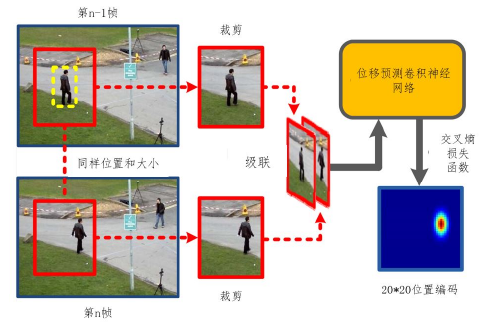 第n-1帧
裁剪
位移预测卷积神经
网络
同样位置和大小
级联
交叉熵
损失
函数
裁剪
第n帧
20*20位置编码